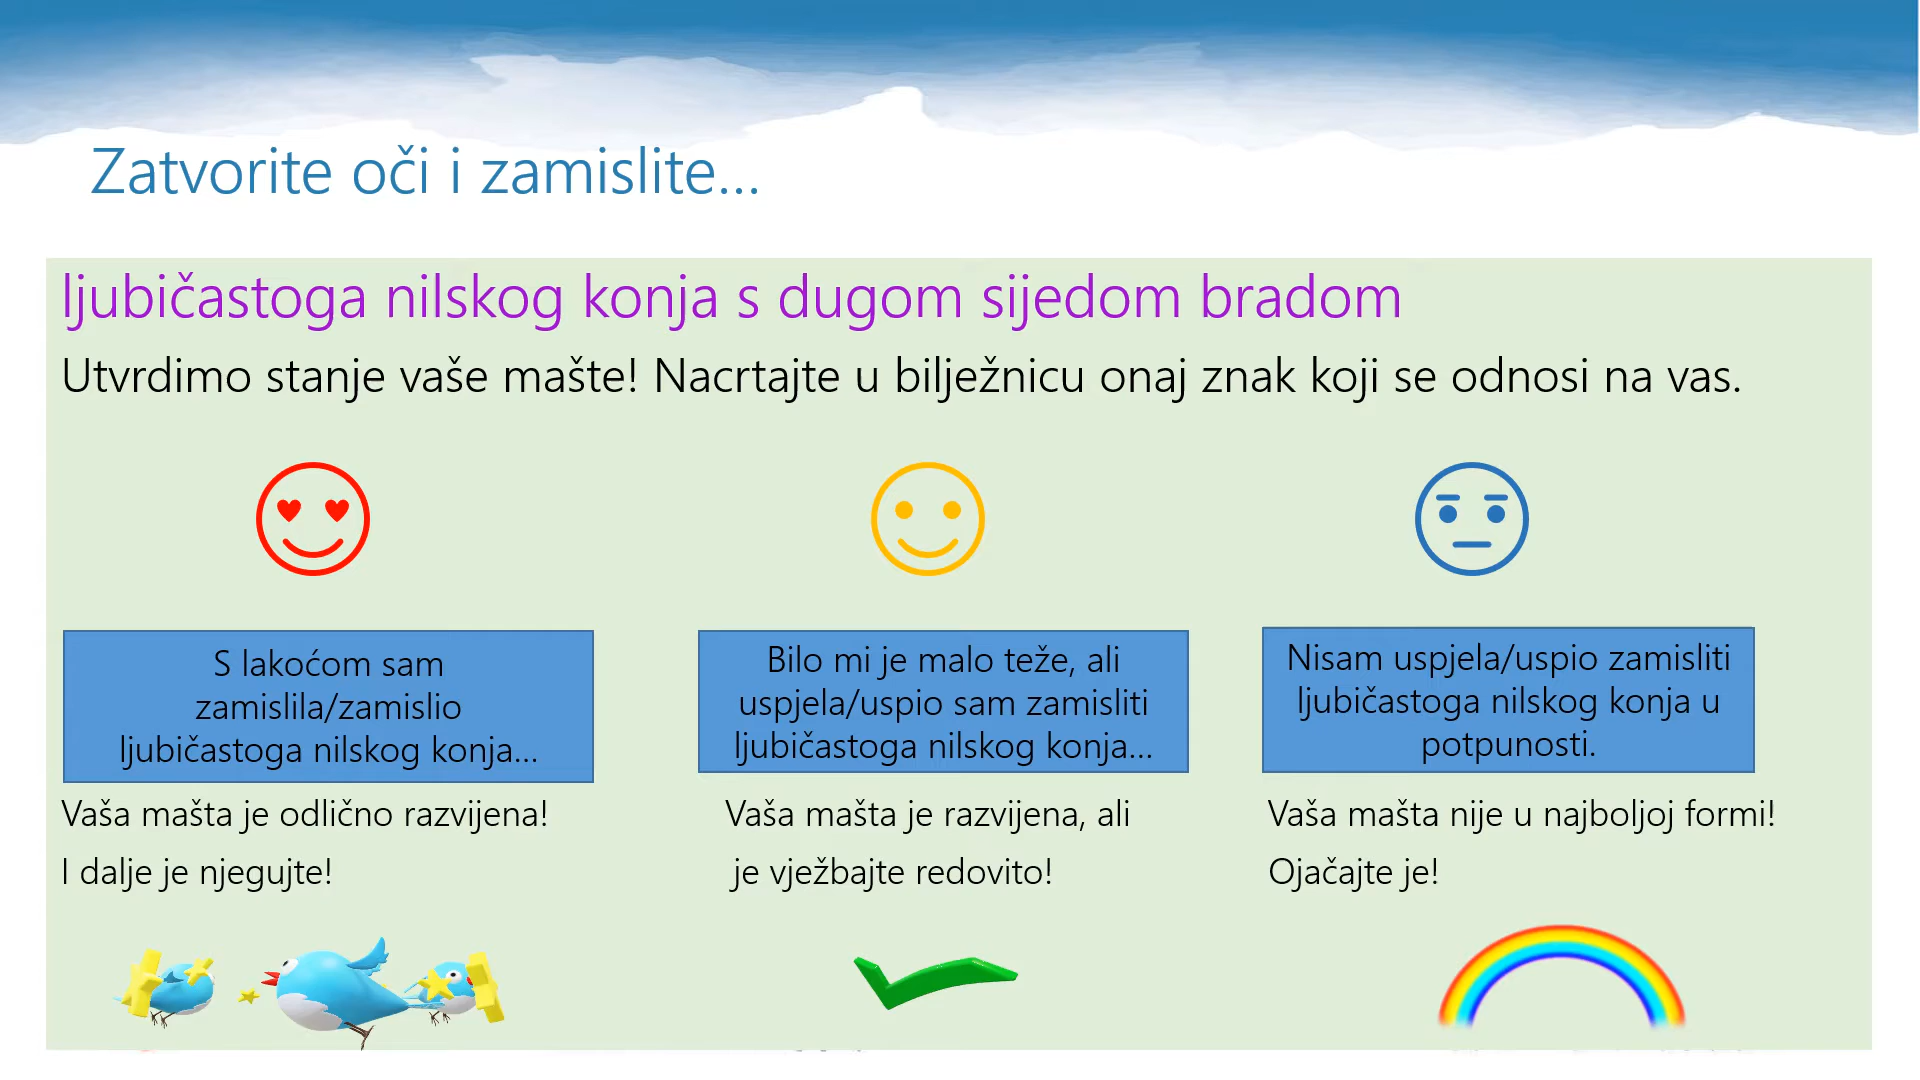 Zatvorite oči i zamislite...
ljubičastoga nilskog konja s dugom sijedom bradom
Utvrdimo stanje vaše mašte! Nacrtajte u bilježnicu onaj znak koji se odnosi na vas.
S lakoćom sam
zamislila/zamislio
ljubičastoga nilskog konja...
Vaša mašta je odlično razvijena!
I dalje je njegujte!
Bilo mi je malo teže, ali
uspjela/uspio sam zamisliti
ljubičastoga nilskog konja...
Vaša mašta je razvijena, ali
je vježbajte redovito!
Nisam uspjela/uspio zamisliti
ljubičastoga nilskog konja u
potpunosti.
Vaša mašta nije u najboljoj formi!
Ojačajte je!